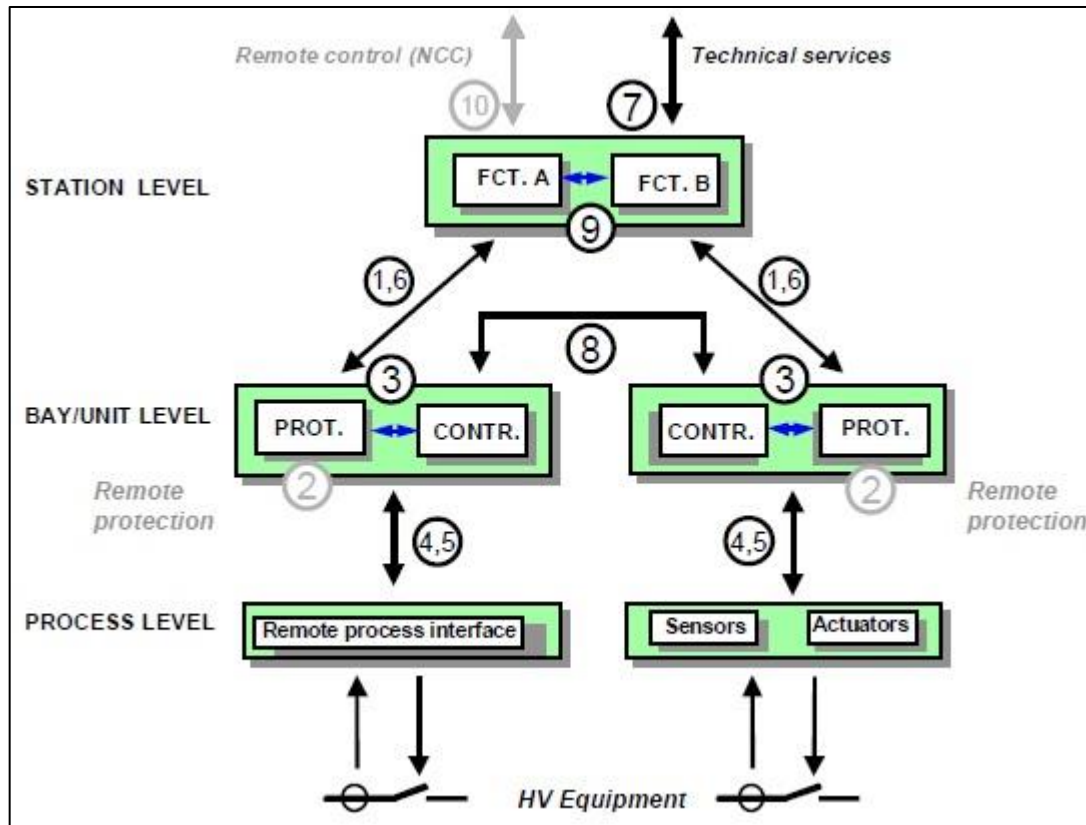 Remote control (NCC)
Technical services
10
7
STATION LEVEL
FCT. A
FCT. B
9
1,6
1,6
8
3
3
BAY/UNIT LEVEL
PROT.
CONTR.
CONTR.
PROT.
2
2
Remote
protection
Remote
protection
4,5
4,5
PROCESS LEVEL
Remote process interface
Sensors
Actuators
HV Equipment